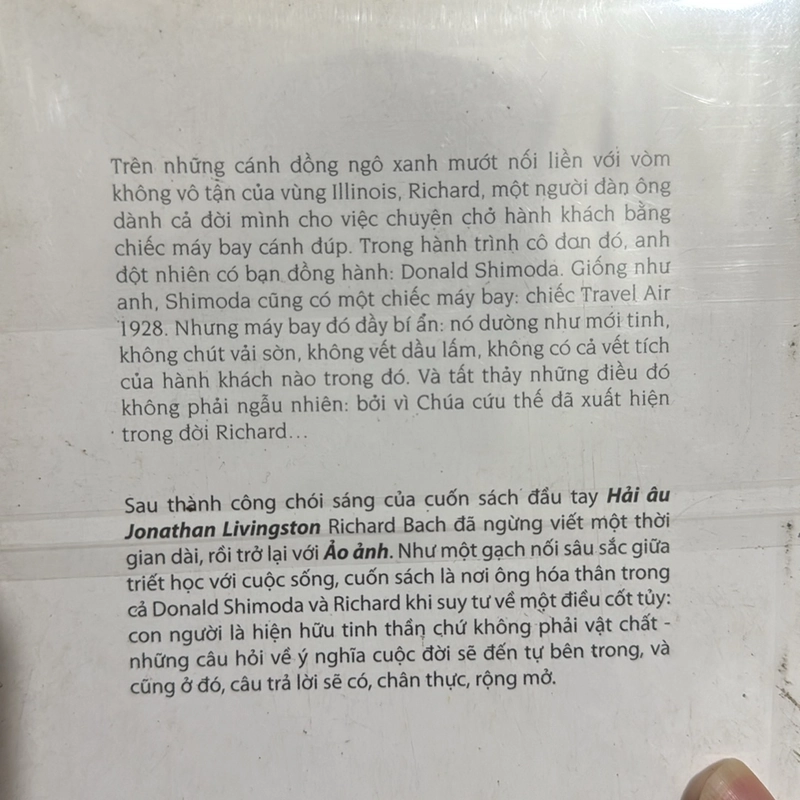 Trên những cánh đồng ngô xanh mướt nối liền với vòm
không vô tận của vùng Illinois, Richard, một người đàn ông
dành cả đời mình cho việc chuyên chở hành khách bằng
chiếc máy bay cánh đúp. Trong hành trình cô đơn đó, anh
đột nhiên có bạn đồng hành: Donald Shimoda. Giống như
anh, Shimoda cũng có một chiếc máy bay: chiếc Travel Air
1928. Nhưng máy bay đó đầy bí ẩn: nó dường như mới tinh,
không chút vải sờn, không vết dầu lấm, không có cả vết tích
của hành khách nào trong đó. Và tất thảy những điều đó
không phải ngẫu nhiên: bởi vì Chúa cứu thế đã xuất hiện
trong đời Richard...
Sau thành công chói sáng của cuốn sách đầu tay Hải âu
Jonathan Livingston Richard Bach đã ngừng viết một thời
gian dài, rồi trở lại với Ảo ảnh. Như một gạch nối sâu sắc giữa
triết học với cuộc sống, cuốn sách là nơi ông hóa thân trong
cả Donald Shimoda và Richard khi suy tư về một điều cốt tủy:
con người là hiện hữu tinh thần chứ không phải vật chất -
những câu hỏi về ý nghĩa cuộc đời sẽ đến tự bên trong, và
cũng ở đó, câu trả lời sẽ có, chân thực, rộng mở.